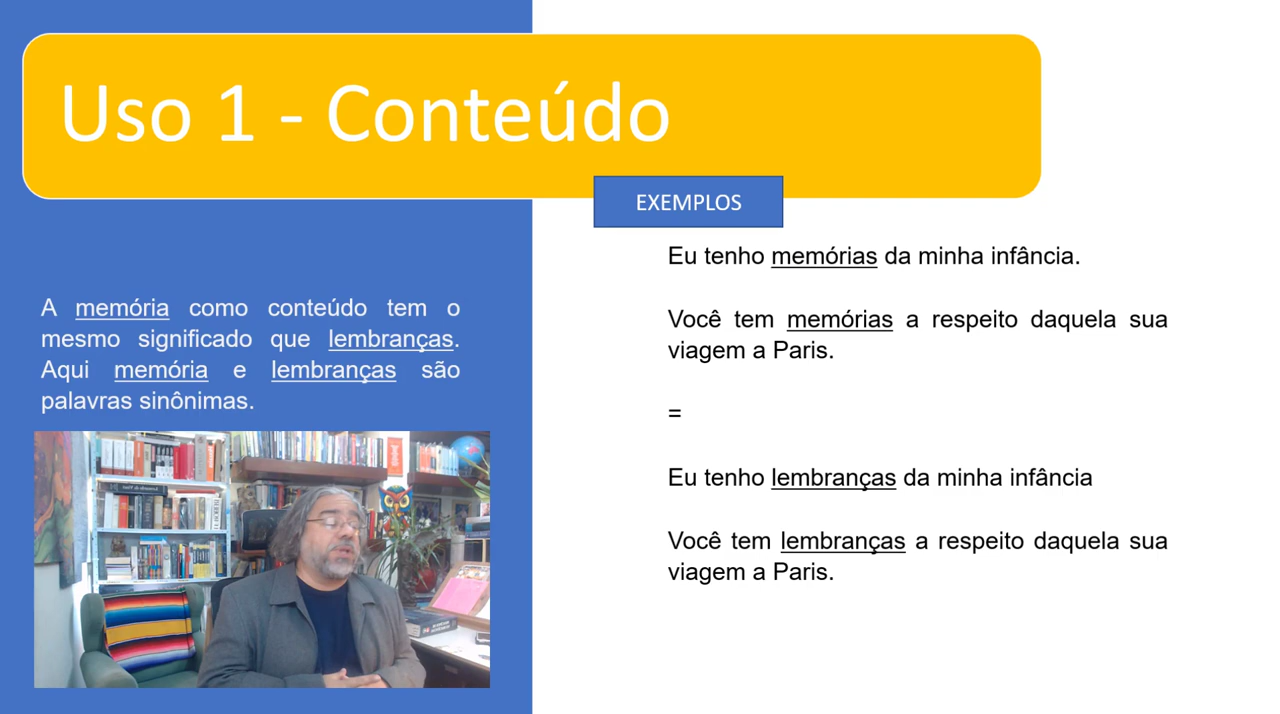 Uso 1 - Conteúdo
EXEMPLOS
A memória como conteúdo tem o
mesmo significado que lembranças.
Aqui memória e lembranças são
palavras sinônimas.
Eu tenho memórias da minha infância.
Você tem memórias a respeito daquela sua
viagem a Paris.
=
Eu tenho lembranças da minha infância
Você tem lembranças a respeito daquela sua
viagem a Paris.